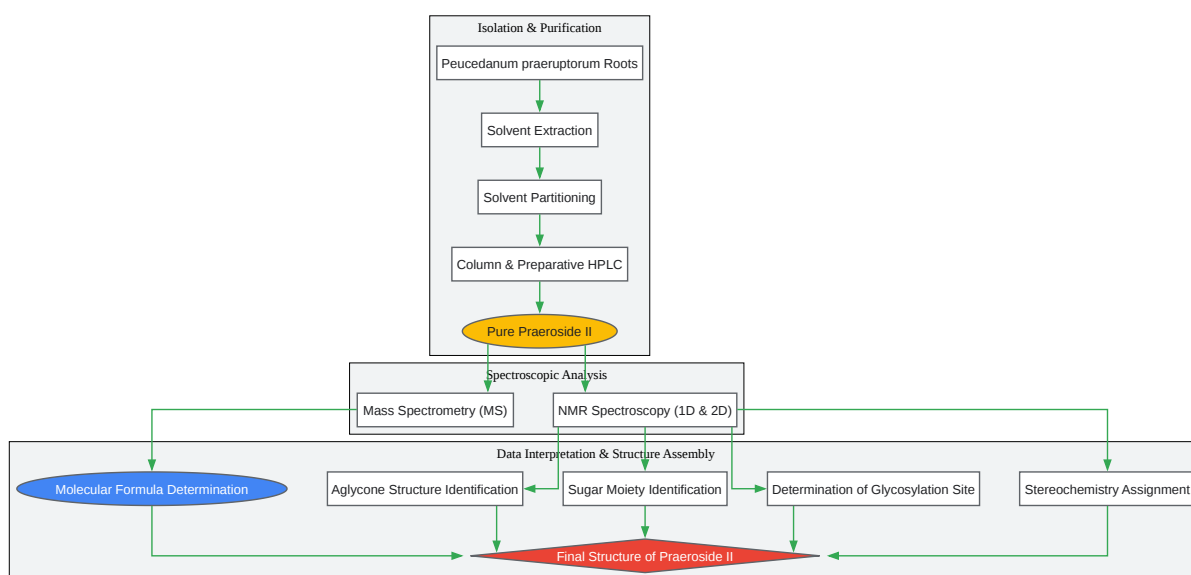 Isolation & Purification
Peucedanum praeruptorum Roots
Solvent Extraction
Solvent Partitioning
Column & Preparative HPLC
Pure Praeroside II
Spectroscopic Analysis
Mass Spectrometry (MS)
NMR Spectroscopy (1D & 2D)
Data Interpretation & Structure Assembly
Molecular Formula Determination
Aglycone Structure Identification
Sugar Moiety Identification
Determination of Glycosylation Site
Stereochemistry Assignment
Final Structure of Praeroside II